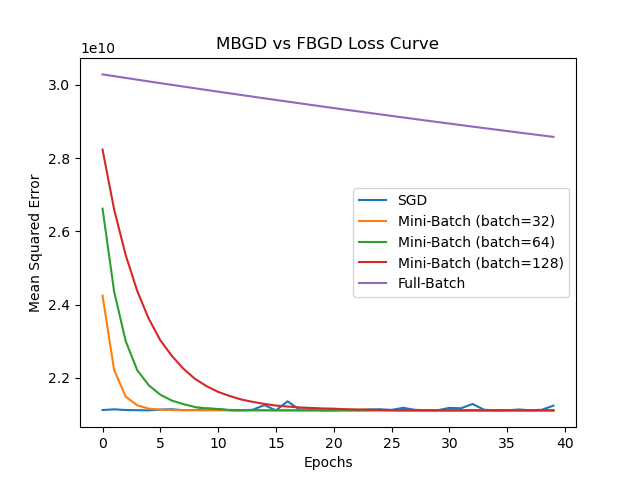 MBGD vs FBGD Loss Curve
1e10
3.0
2.8
2.6
2.4
2.2
Mean Squared Error
SGD
Mini-Batch (batch=32)
Mini-Batch (batch=64)
Mini-Batch (batch=128)
Full-Batch
0 5 10 15 20 25 30 35 40
Epochs